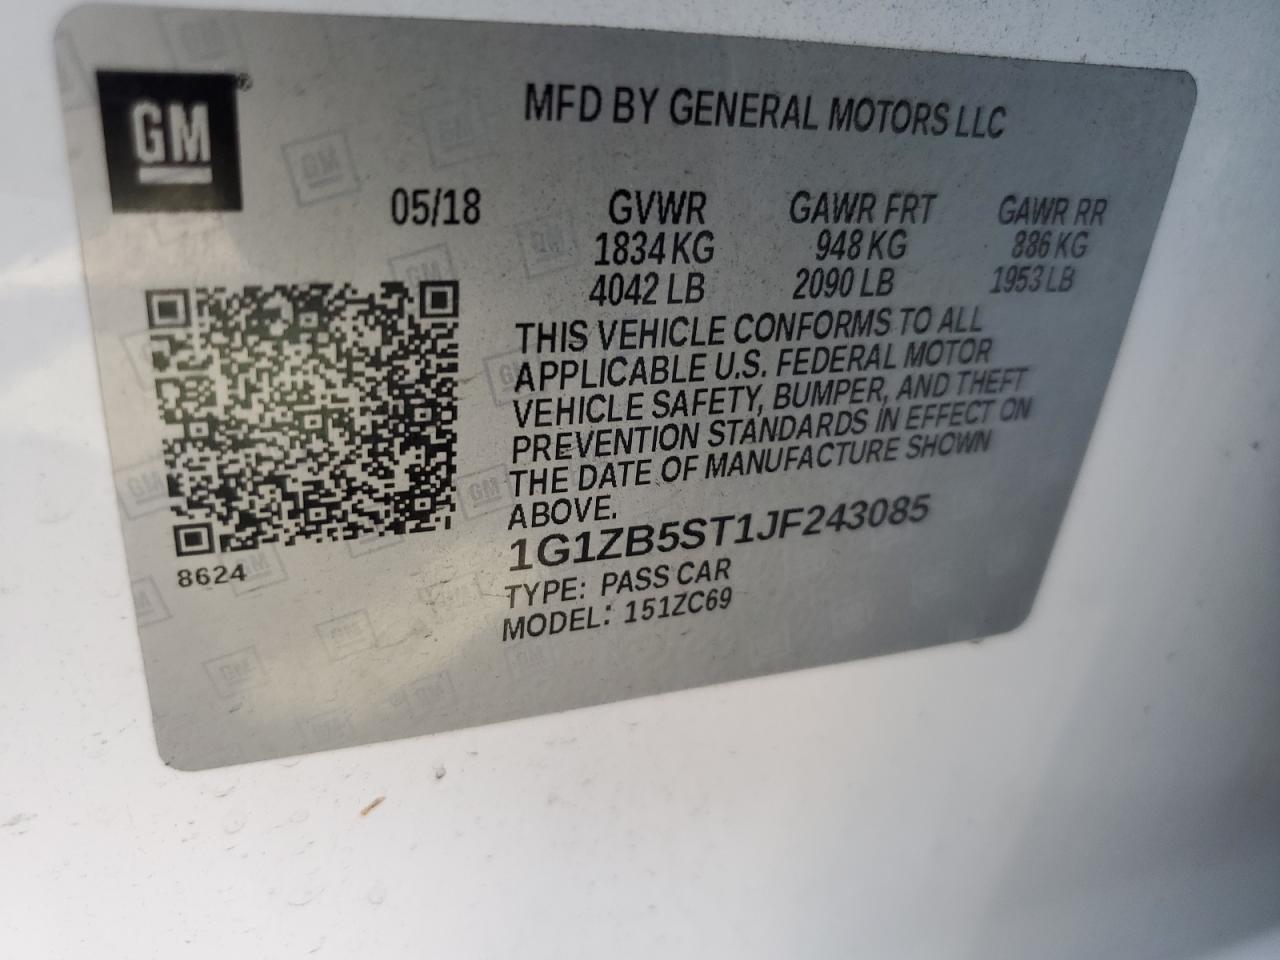 GM
MFD BY GENERAL MOTORS LLC
05/18 GVWR GAWR FRT GAWR RR
1834 KG 948 KG 886 KG
4042 LB 2090 LB 1953 LB
THIS VEHICLE CONFORMS TO ALL
APPLICABLE U.S. FEDERAL MOTOR
VEHICLE SAFETY, BUMPER, AND THEFT
PREVENTION STANDARDS IN EFFECT ON
THE DATE OF MANUFACTURE SHOWN
ABOVE.
1G1ZB5ST1JF243085
8624
TYPE: PASS CAR
MODEL: 151ZC69